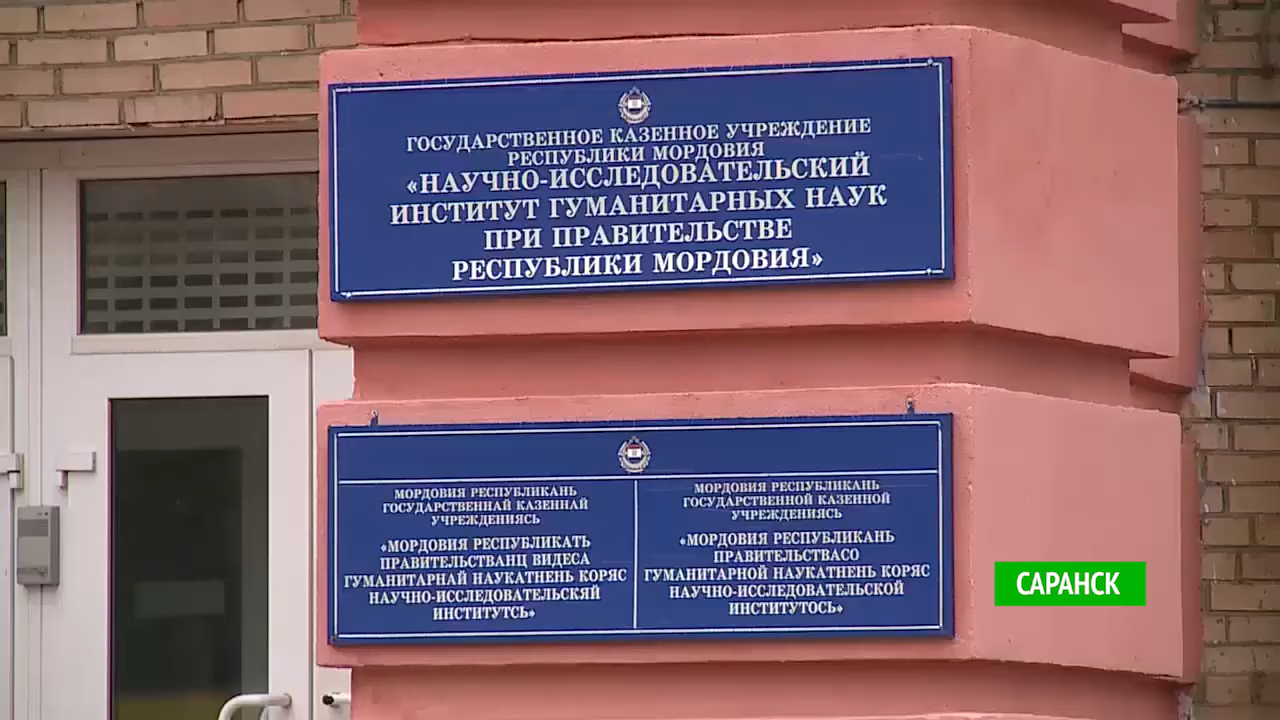 ГОСУДАРСТВЕННОЕ КАЗЕННОЕ УЧРЕЖДЕНИЕ
РЕСПУБЛИКИ МОРДОВИЯ
«НАУЧНО-ИССЛЕДОВАТЕЛЬСКИЙ
ИНСТИТУТ ГУМАНИТАРНЫХ НАУК
ПРИ ПРАВИТЕЛЬСТВЕ
РЕСПУБЛИКИ МОРДОВИЯ»
МОРДОВИЯ РЕСПУБЛИКАНЬ
ГОСУДАРСТВЕННАЙ КАЗЕННАЙ
УЧРЕЖДЕНИЯСЬ
«МОРДОВИЯ РЕСПУБЛИКАТЬ
ПРАВИТЕЛЬСТВАНЦ ВИДЕСА
ГУМАНИТАРНАЙ НАУКАТНЕНЬ КОРЯС
НАУЧНО-ИССЛЕДОВАТЕЛЬСКЯЙ
ИНСТИТУТСЬ»
МОРДОВИЯ РЕСПУБЛИКАНЬ
ГОСУДАРСТВЕННОЙ КАЗЕННОЙ
УЧРЕЖДЕНИЯСЬ
«МОРДОВИЯ РЕСПУБЛИКАНЬ
ПРАВИТЕЛЬСТВАСО
ГУМАНИТАРНОЙ НАУКАТНЕНЬ КОРЯС
НАУЧНО-ИССЛЕДОВАТЕЛЬСКОЙ
ИНСТИТУТОСЬ»
САРАНСК